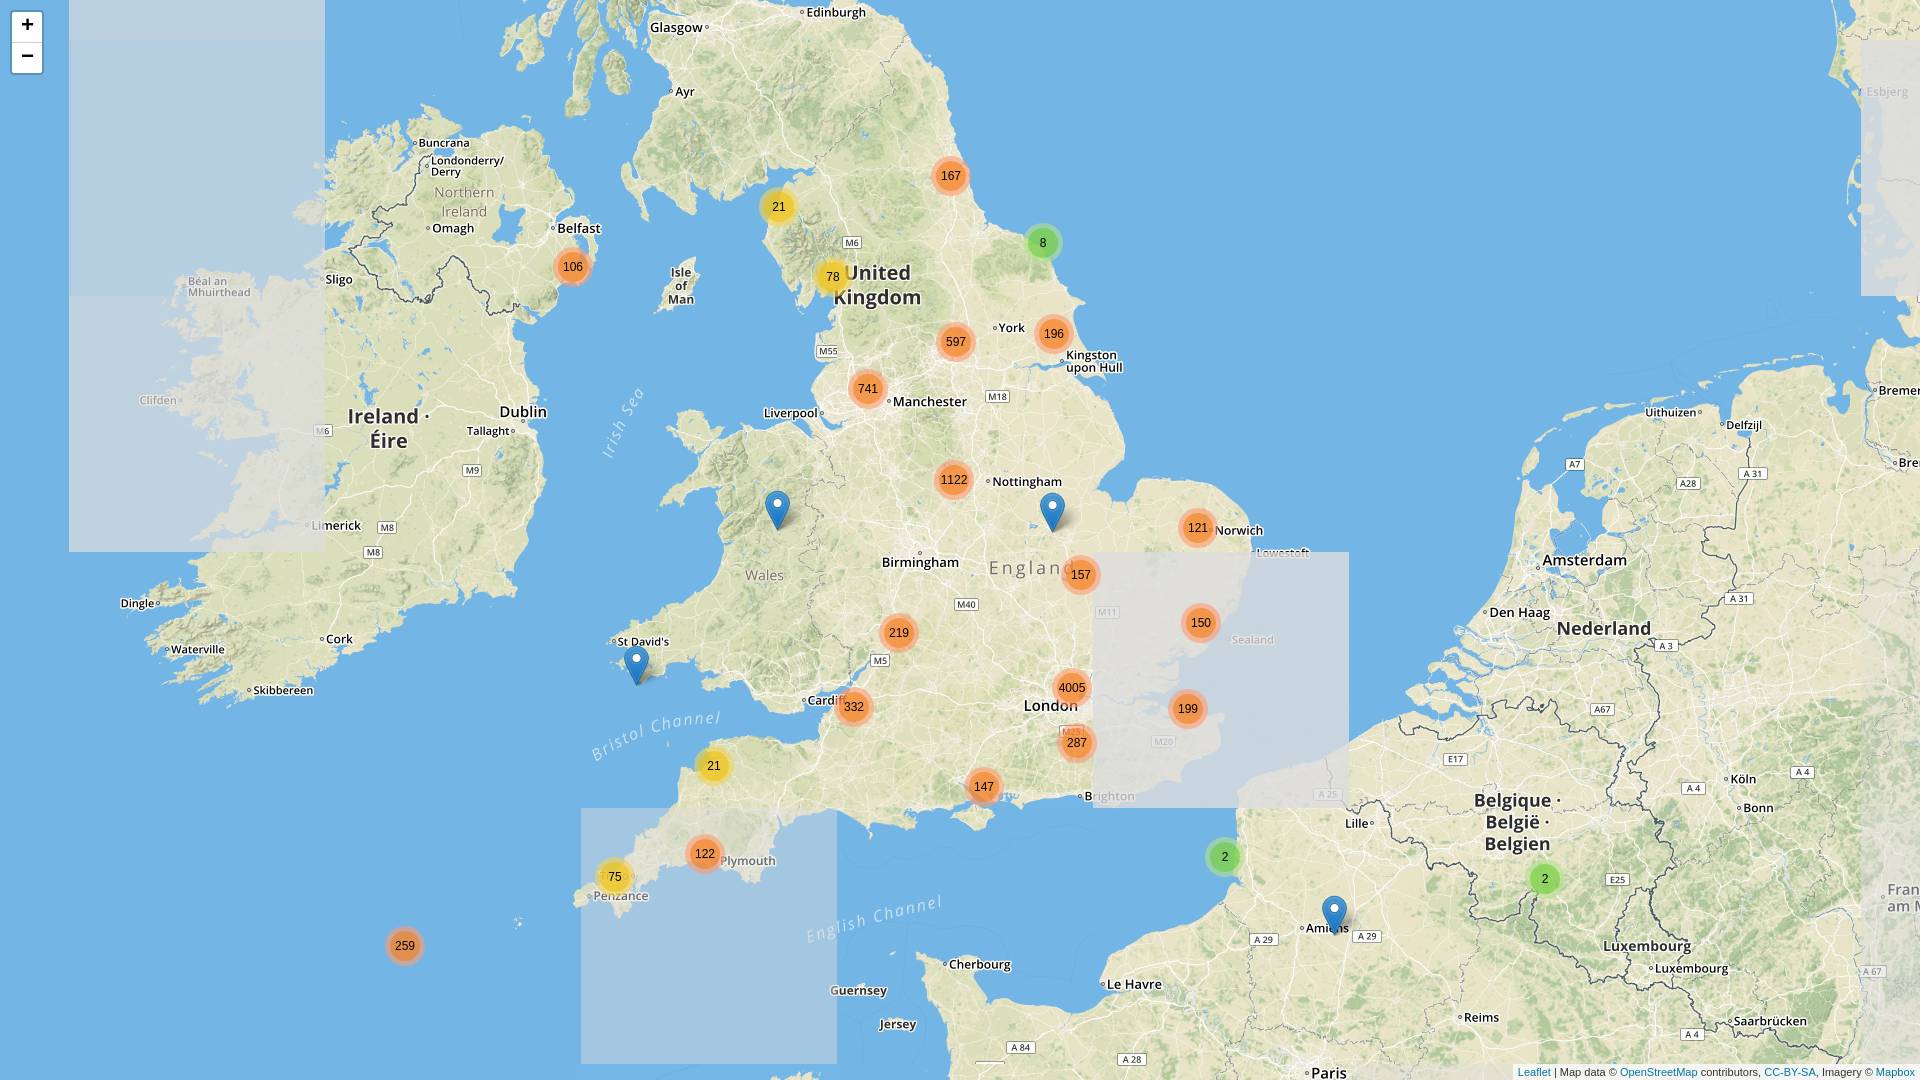 +
−
Glasgow
Edinburgh
Ayr
Esbjerg
Buncrana
Londonderry/
Derry
Northern
Ireland
Omagh
Belfast
167
21
8
106
M6
78
United
Kingdom
Isle
of
Man
Sligo
Béal an
Mhuirthead
York
196
597
M55
Kingston
upon Hull
741
Manchester
M18
Liverpool
Clifden
Ireland ·
Éire
Dublin
Tallaght
M6
M9
Irish Sea
Uithuizen
Delfzijl
A7
A 31
A28
1122
Nottingham
Limerick
M8
M8
121
Norwich
Lowestoft
Birmingham
England
157
Wales
Amsterdam
A 31
Den Haag
Nederland
Dingle
M40
M11
150
Sealand
219
St David's
Cork
Waterville
M5
A 3
Skibbereen
4005
London
Cardiff
332
199
A67
M25
287
M20
Bristol Channel
E17
21
147
Brighton
A 25
Köln
A 4
A 4
Bonn
Belgique ·
België ·
Belgien
Lille
122
Plymouth
75
Penzance
2
2
E25
English Channel
259
Amiens
A 29
A 29
Luxembourg
Luxembourg
Cherbourg
A 67
Le Havre
Guernsey
Jersey
Reims
Saarbrücken
A 84
A 28
A 4
Paris
Leaflet | Map data © OpenStreetMap contributors, CC-BY-SA, Imagery © Mapbox